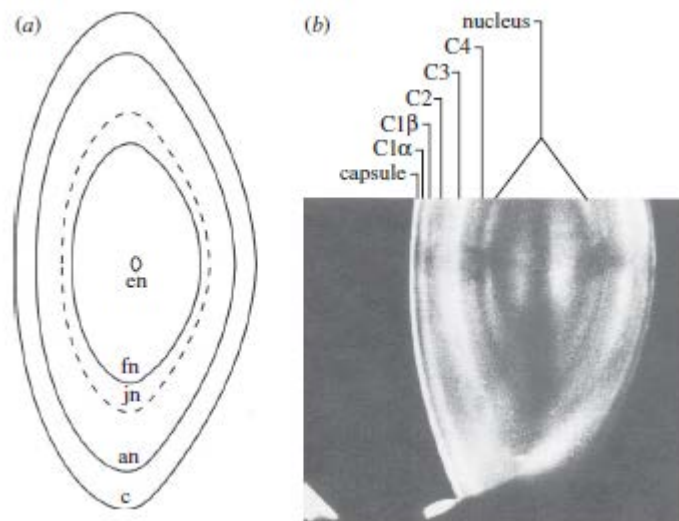 (a)
en
fn
jn
an
c
(b)
nucleus
C4
C3
C2
C1β
C1α
capsule